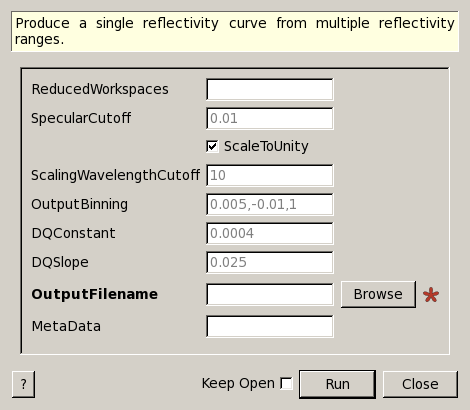 Produce a single reflectivity curve from multiple reflectivity
ranges.
ReducedWorkspaces
SpecularCutoff 0.01
ScaleToUnity
ScalingWavelengthCutoff 10
OutputBinning 0.005,-0.01,1
DQConstant 0.0004
DQSlope 0.025
OutputFilename Browse *
MetaData
? Keep Open Run Close